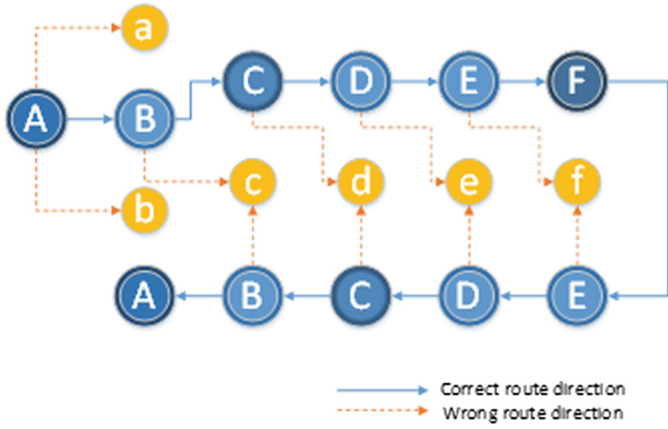 a
C D E F
A B
c d e f
b
A B C D E
Correct route direction
Wrong route direction